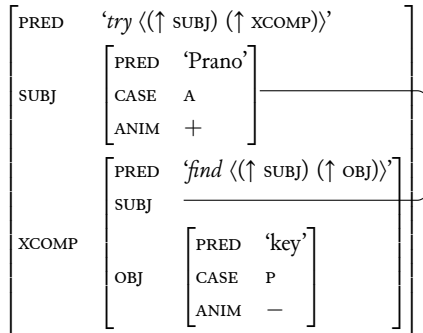 PRED ‘try ⟨(↑ SUBJ) (↑ XCOMP)⟩’
PRED ‘Prano’
SUBJ CASE A
ANIM +
PRED ‘find ⟨(↑ SUBJ) (↑ OBJ)⟩’
SUBJ
XCOMP PRED ‘key’
OBJ CASE P
ANIM −